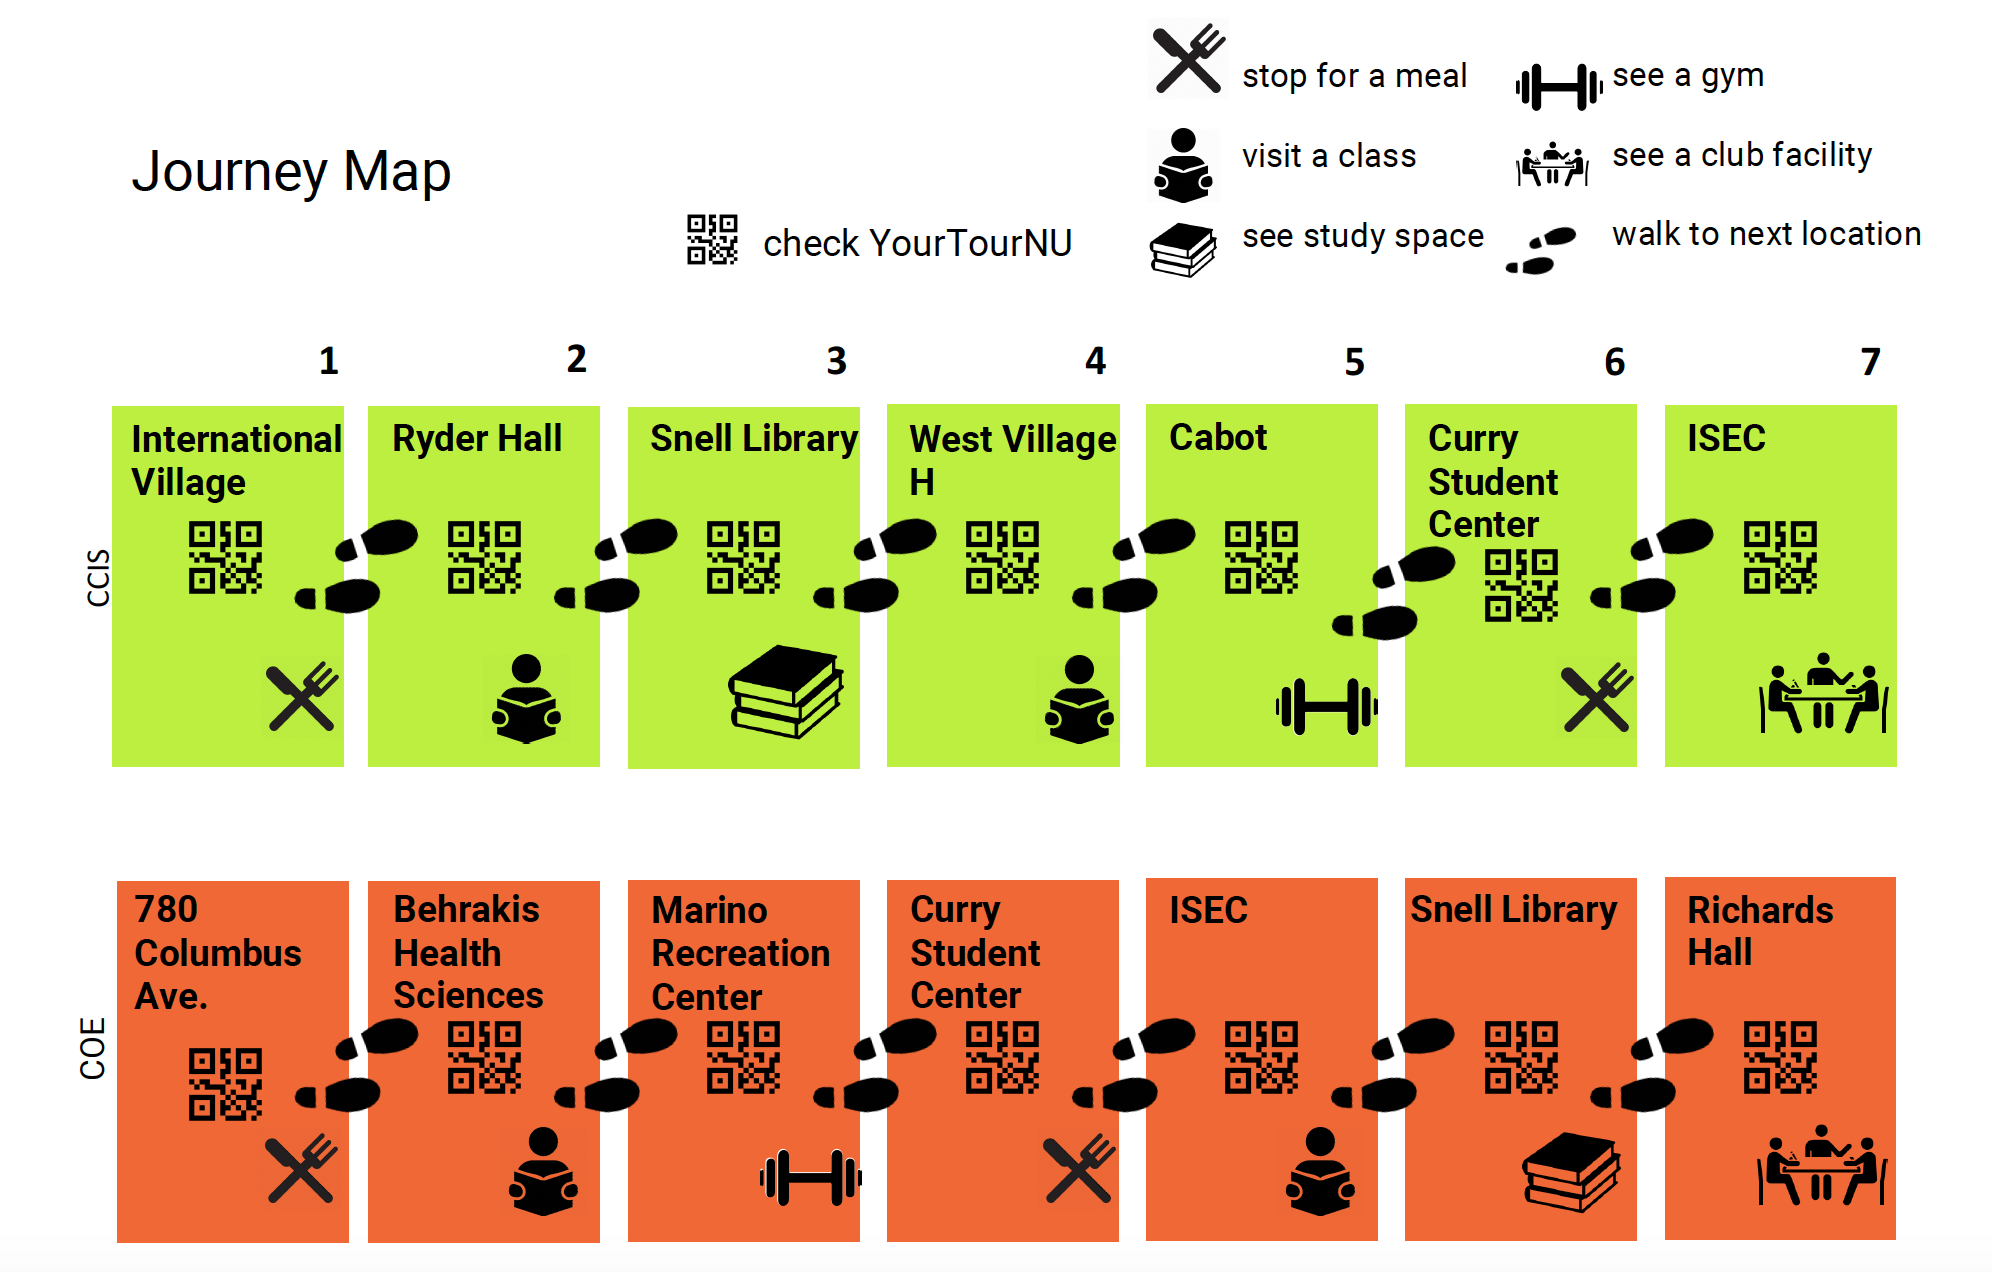 stop for a meal
see a gym
Journey Map
visit a class
see a club facility
check YourTourNU
see study space
walk to next location
1
2
3
4
5
6
7
CCIS
International
Village
Ryder Hall
Snell Library
West Village
H
Cabot
Curry
Student
Center
ISEC
COE
780
Columbus
Ave.
Behrakis
Health
Sciences
Marino
Recreation
Center
Curry
Student
Center
ISEC
Snell Library
Richards
Hall